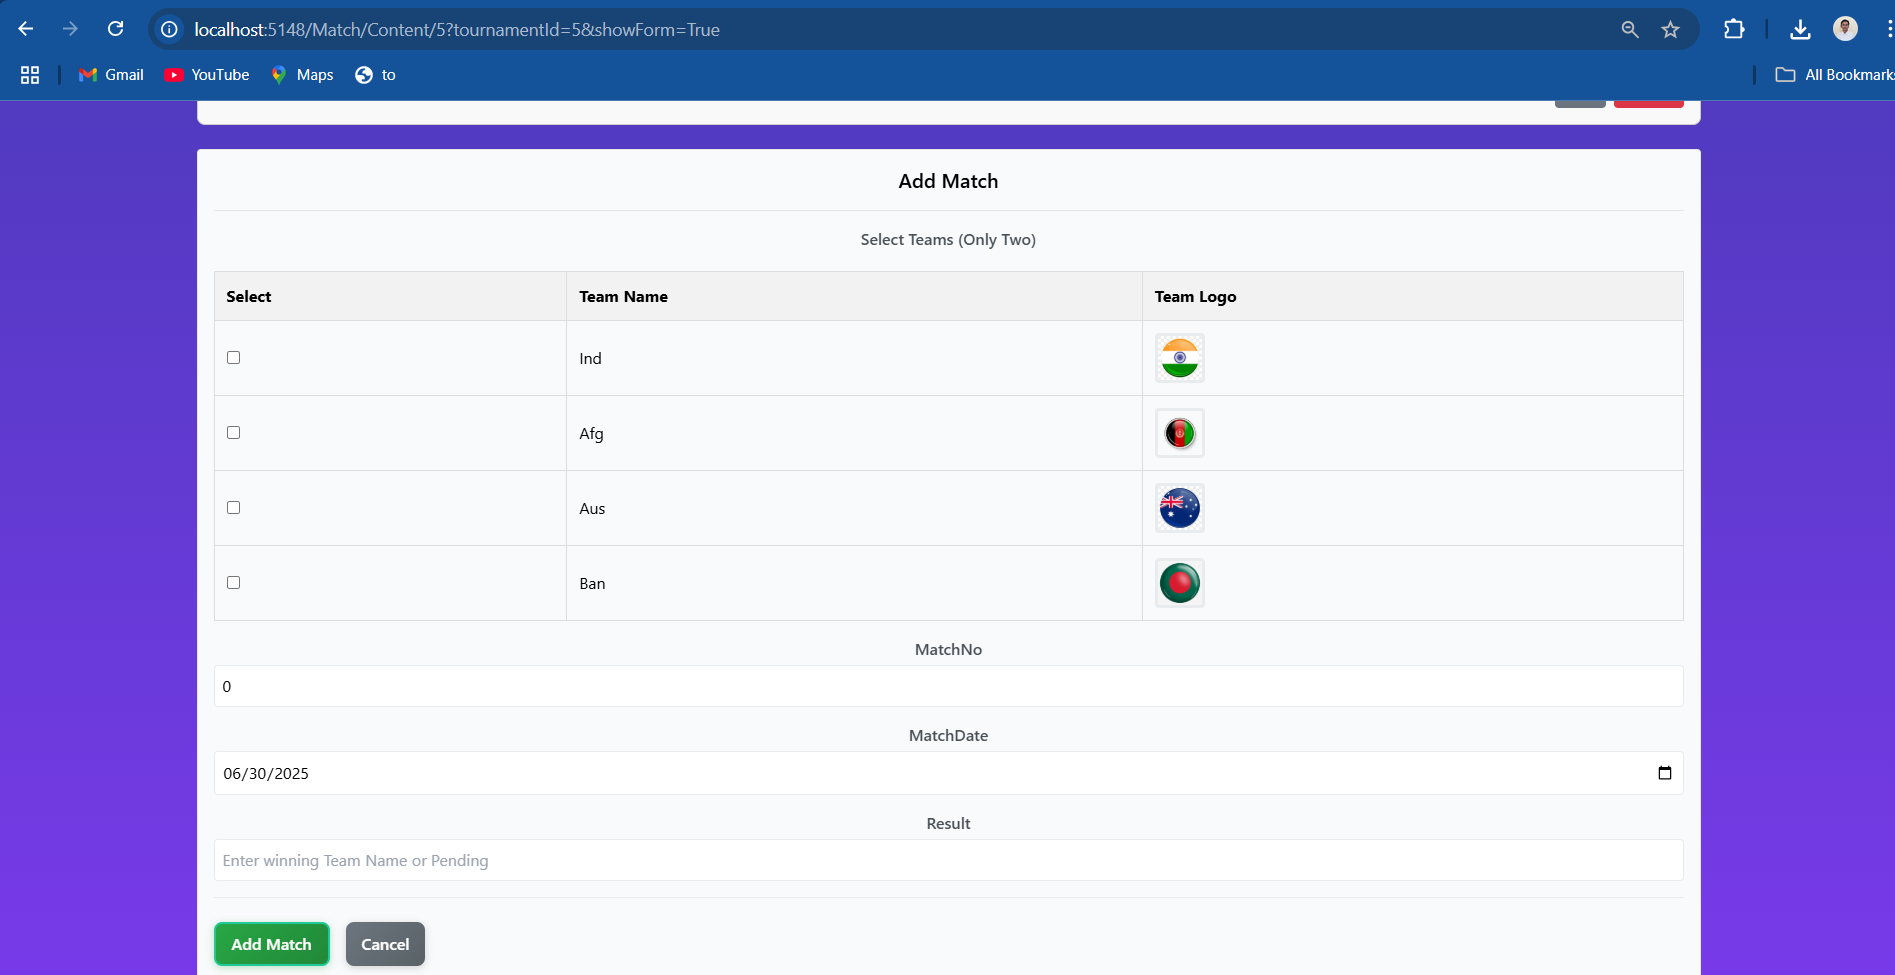 localhost:5148/Match/Content/5?tournamentId=5&showForm=True
Gmail YouTube Maps to All Bookmarks
Add Match
Select Teams (Only Two)
Select Team Name Team Logo
Ind
Afg
Aus
Ban
MatchNo
0
MatchDate
06/30/2025
Result
Enter winning Team Name or Pending
Add Match Cancel